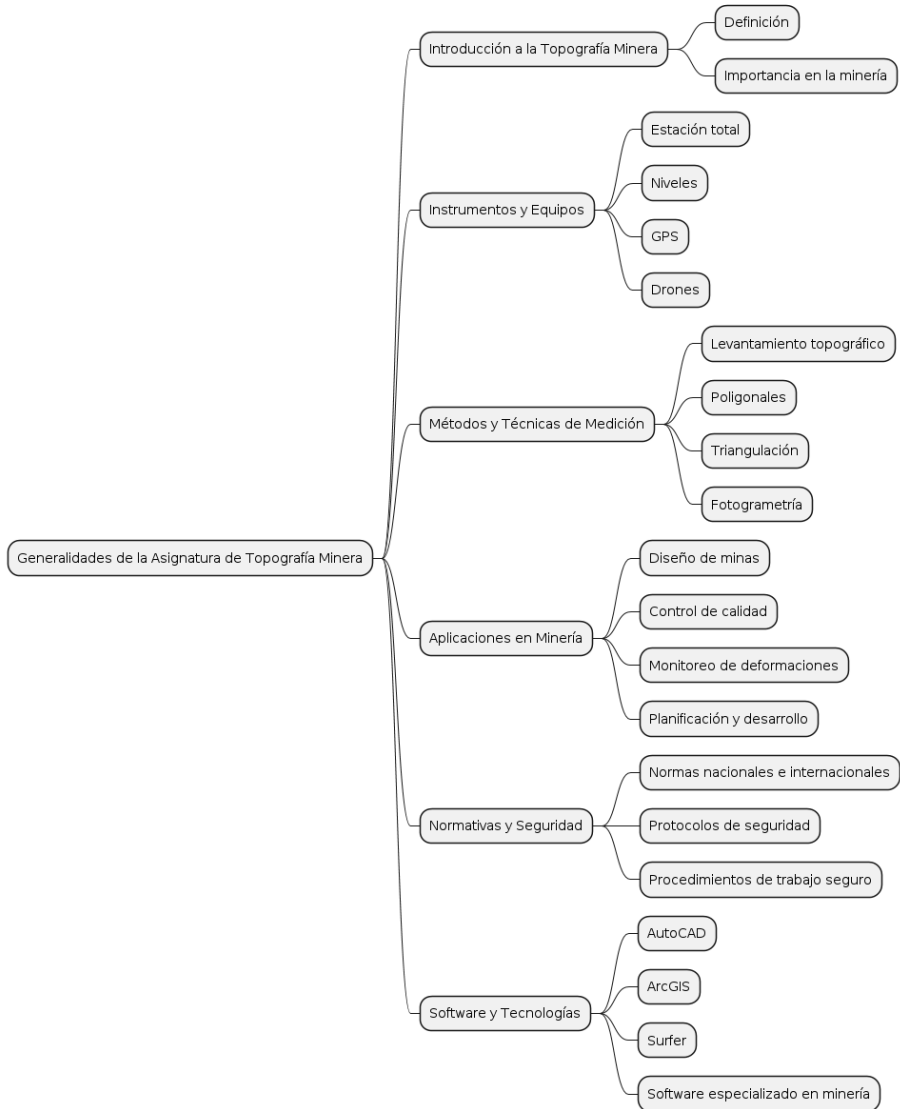 Generalidades de la Asignatura de Topografía Minera
Introducción a la Topografía Minera
Definición
Importancia en la minería
Instrumentos y Equipos
Estación total
Niveles
GPS
Drones
Métodos y Técnicas de Medición
Levantamiento topográfico
Poligonales
Triangulación
Fotogrametría
Aplicaciones en Minería
Diseño de minas
Control de calidad
Monitoreo de deformaciones
Planificación y desarrollo
Normativas y Seguridad
Normas nacionales e internacionales
Protocolos de seguridad
Procedimientos de trabajo seguro
Software y Tecnologías
AutoCAD
ArcGIS
Surfer
Software especializado en minería